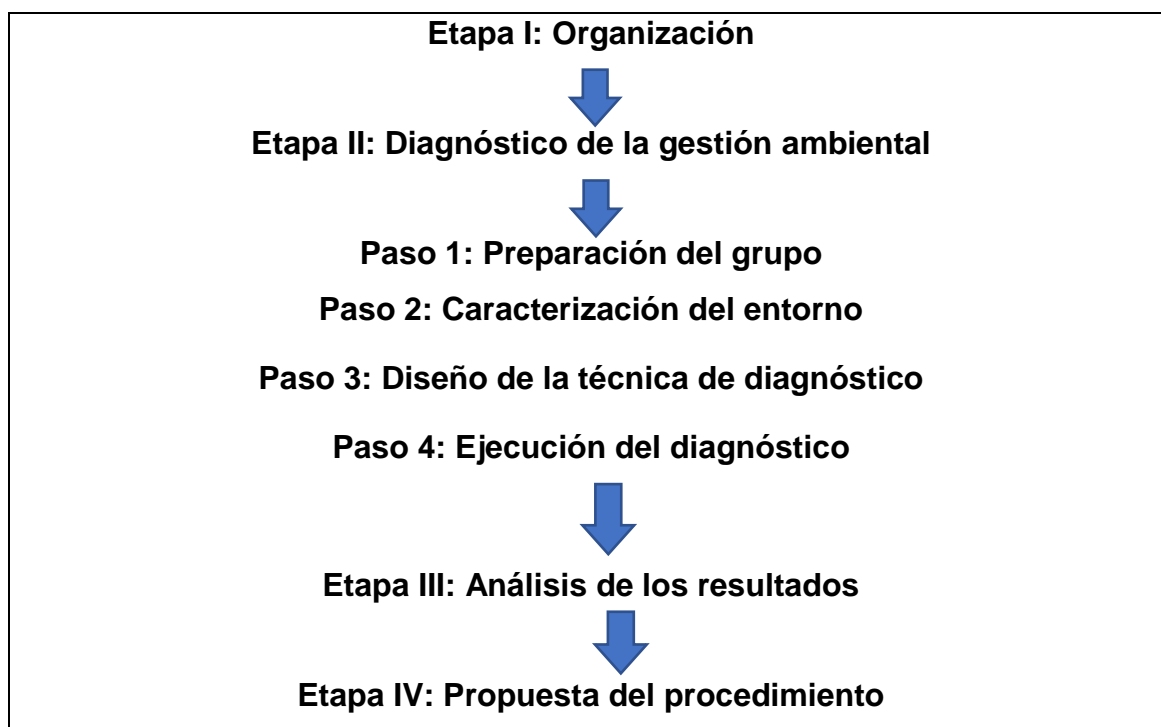 Etapa I: Organización
Etapa II: Diagnóstico de la gestión ambiental
Paso 1: Preparación del grupo
Paso 2: Caracterización del entorno
Paso 3: Diseño de la técnica de diagnóstico
Paso 4: Ejecución del diagnóstico
Etapa III: Análisis de los resultados
Etapa IV: Propuesta del procedimiento